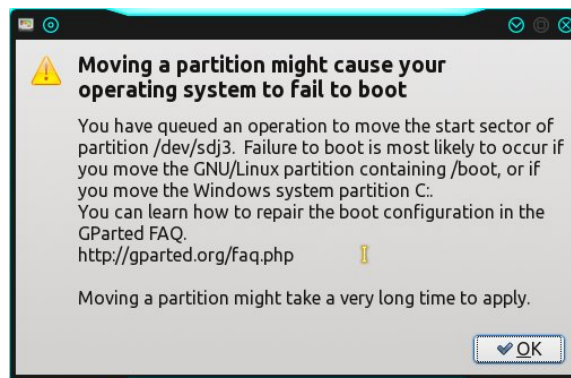 Moving a partition might cause your
operating system to fail to boot
You have queued an operation to move the start sector of
partition /dev/sdj3. Failure to boot is most likely to occur if
you move the GNU/Linux partition containing /boot, or if
you move the Windows system partition C:.
You can learn how to repair the boot configuration in the
GParted FAQ.
http://gparted.org/faq.php
Moving a partition might take a very long time to apply.
OK